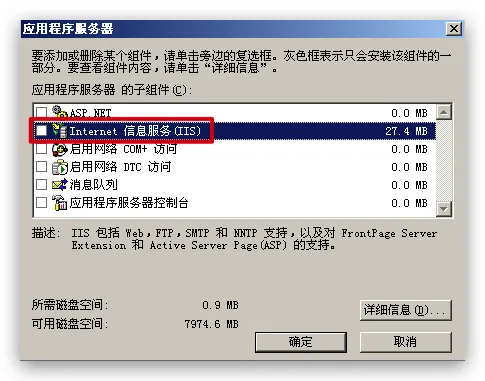 应用程序服务器
要添加或删除某个组件，请单击旁边的复选框。灰色框表示只会安装该组件的一
部分。要查看组件内容，请单击“详细信息”。
应用程序服务器 的子组件(C):
ASP.NET 0.0 MB
Internet 信息服务(IIS) 27.4 MB
启用网络 COM+ 访问 0.0 MB
启用网络 DTC 访问 0.0 MB
消息队列 0.0 MB
应用程序服务器控制台 0.0 MB
描述: IIS 包括 Web，FTP，SMTP 和 NNTP 支持，以及对 FrontPage Server
Extension 和 Active Server Page(ASP) 的支持。
所需磁盘空间: 0.9 MB
可用磁盘空间: 7974.6 MB
详细信息(D)...
确定 取消